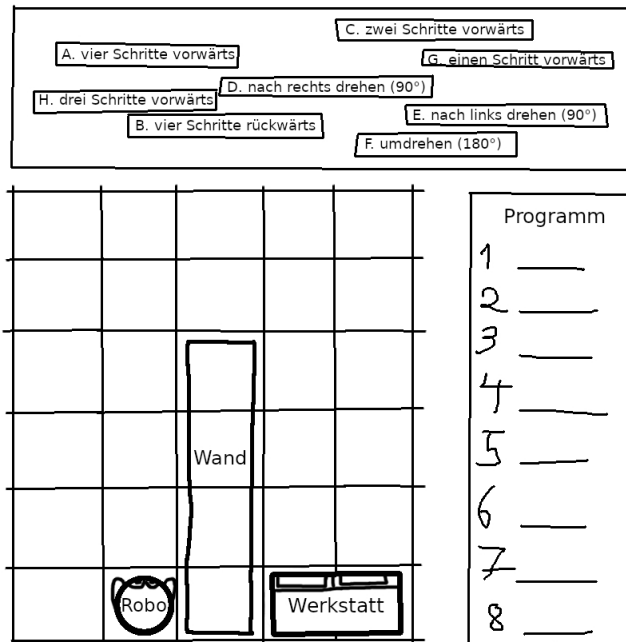 C. zwei Schritte vorwärts
A. vier Schritte vorwärts
G. einen Schritt vorwärts
D. nach rechts drehen (90°)
H. drei Schritte vorwärts
E. nach links drehen (90°)
B. vier Schritte rückwärts
F. umdrehen (180°)
Programm
1
2
3
4
5
6
7
8
Wand
Robo
Werkstatt